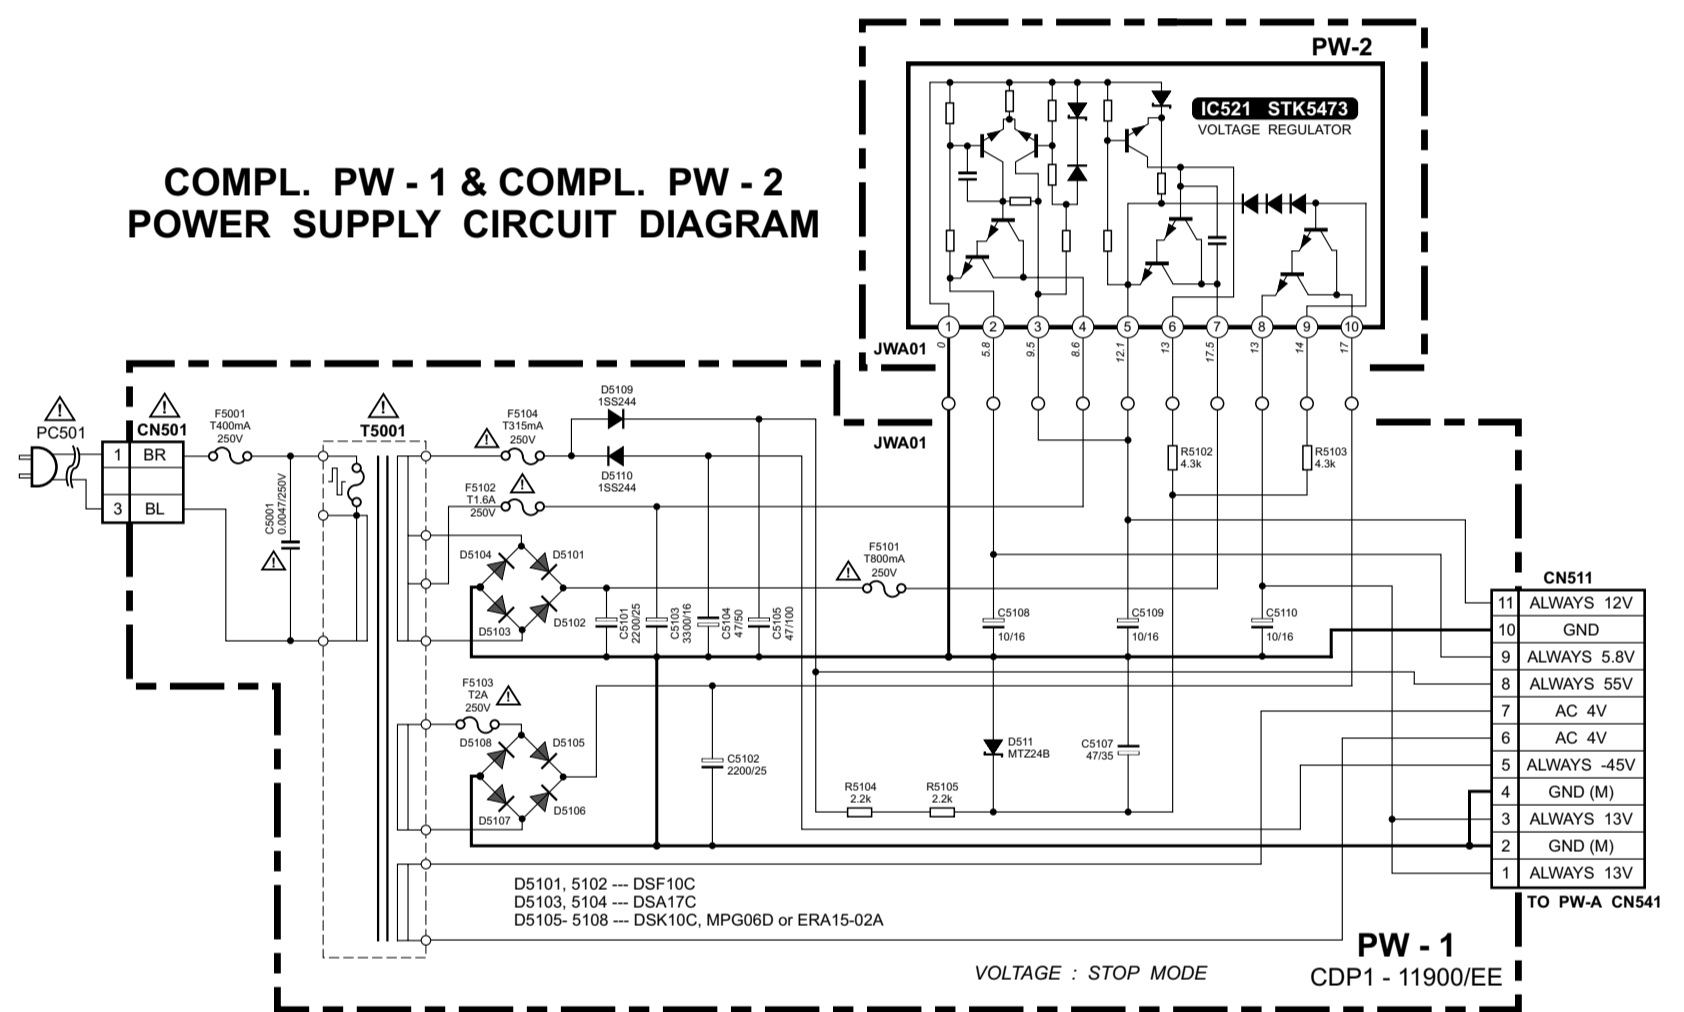 COMPL. PW - 1 & COMPL. PW - 2
POWER SUPPLY CIRCUIT DIAGRAM
PW-2
IC521 STK5473
VOLTAGE REGULATOR
1 2 3 4 5 6 7 8 9 10
JWA01
0 5.8 9.5 8.6 12.1 13 17.5 13 14 17
JWA01
PC501
CN501
1 BR
3 BL
F5001
T400mA
250V
C5001
0.0047/250V
T5001
F5104
T315mA
250V
D5109
1SS244
D5110
1SS244
F5102
T1.6A
250V
D5104
D5101
D5103
D5102
C5101
2200/25
C5103
3300/16
C5104
47/50
C5105
47/100
F5101
T800mA
250V
R5102
4.3k
R5103
4.3k
C5108
10/16
C5109
10/16
C5110
10/16
F5103
T2A
250V
D5108
D5105
D5107
D5106
C5102
2200/25
D511
MTZ24B
C5107
47/35
R5104
2.2k
R5105
2.2k
CN511
11 ALWAYS 12V
10 GND
9 ALWAYS 5.8V
8 ALWAYS 55V
7 AC 4V
6 AC 4V
5 ALWAYS -45V
4 GND (M)
3 ALWAYS 13V
2 GND (M)
1 ALWAYS 13V
TO PW-A CN541
D5101, 5102 --- DSF10C
D5103, 5104 --- DSA17C
D5105- 5108 --- DSK10C, MPG06D or ERA15-02A
VOLTAGE : STOP MODE
PW - 1
CDP1 - 11900/EE